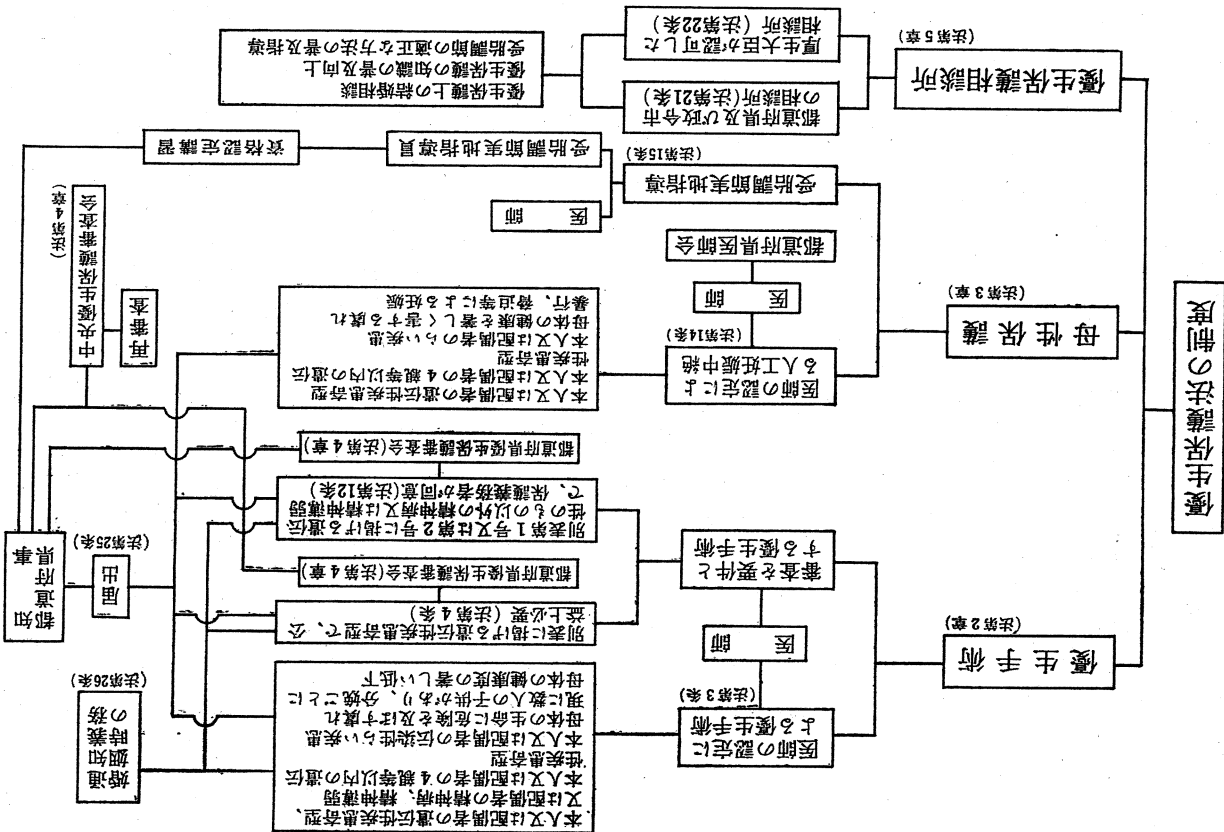 優生保護法の制度
優生手術
(法第2章)
医師の認定に
よる優生手術
(法第3条)
医師
本人又は配偶者の遺伝性疾患奇型、
又は配偶者の精神病、精神薄弱
本人又は配偶者の4親等以内の遺伝
性疾患奇型
本人又は配偶者の伝染性らい疾患
母体の生命に危険を及ぼす虞れ
現に数人の子供があり、分娩ごとに
母体の健康度の著しい低下
審査を要件と
する優生手術
別表に掲げる遺伝性疾患奇型で、公
益上必要(法第4条)
都道府県優生保護審査会(法第4章)
別表第1号又は第2号に掲げる遺伝
性のもの以外の精神病又は精神薄弱
で、保護義務者が同意(法第12条)
都道府県優生保護審査会(法第4章)
母性保護
(法第3章)
医師の認定によ
る人工妊娠中絶
(法第14条)
医師
都道府県医師会
本人又は配偶者の遺伝性疾患奇型
本人又は配偶者の4親等以内の遺伝
性疾患奇型
本人又は配偶者のらい疾患
母体の健康を著しく害する虞れ
暴行、脅迫等による妊娠
受胎調節実地指導
(法第15条)
医師
受胎調節実地指導員
資格認定講習
優生保護相談所
(法第5章)
都道府県及び政令市
の相談所(法第21条)
厚生大臣が認可した
相談所(法第22条)
優生保護上の結婚相談
優生保護の知識の普及向上
受胎調節の適正な方法の普及指導
婚姻時
の通知
義務
(法第26条)
届出
(法第25条)
都道府県
知事
再審査
中央優生保護審査会
(法第4章)